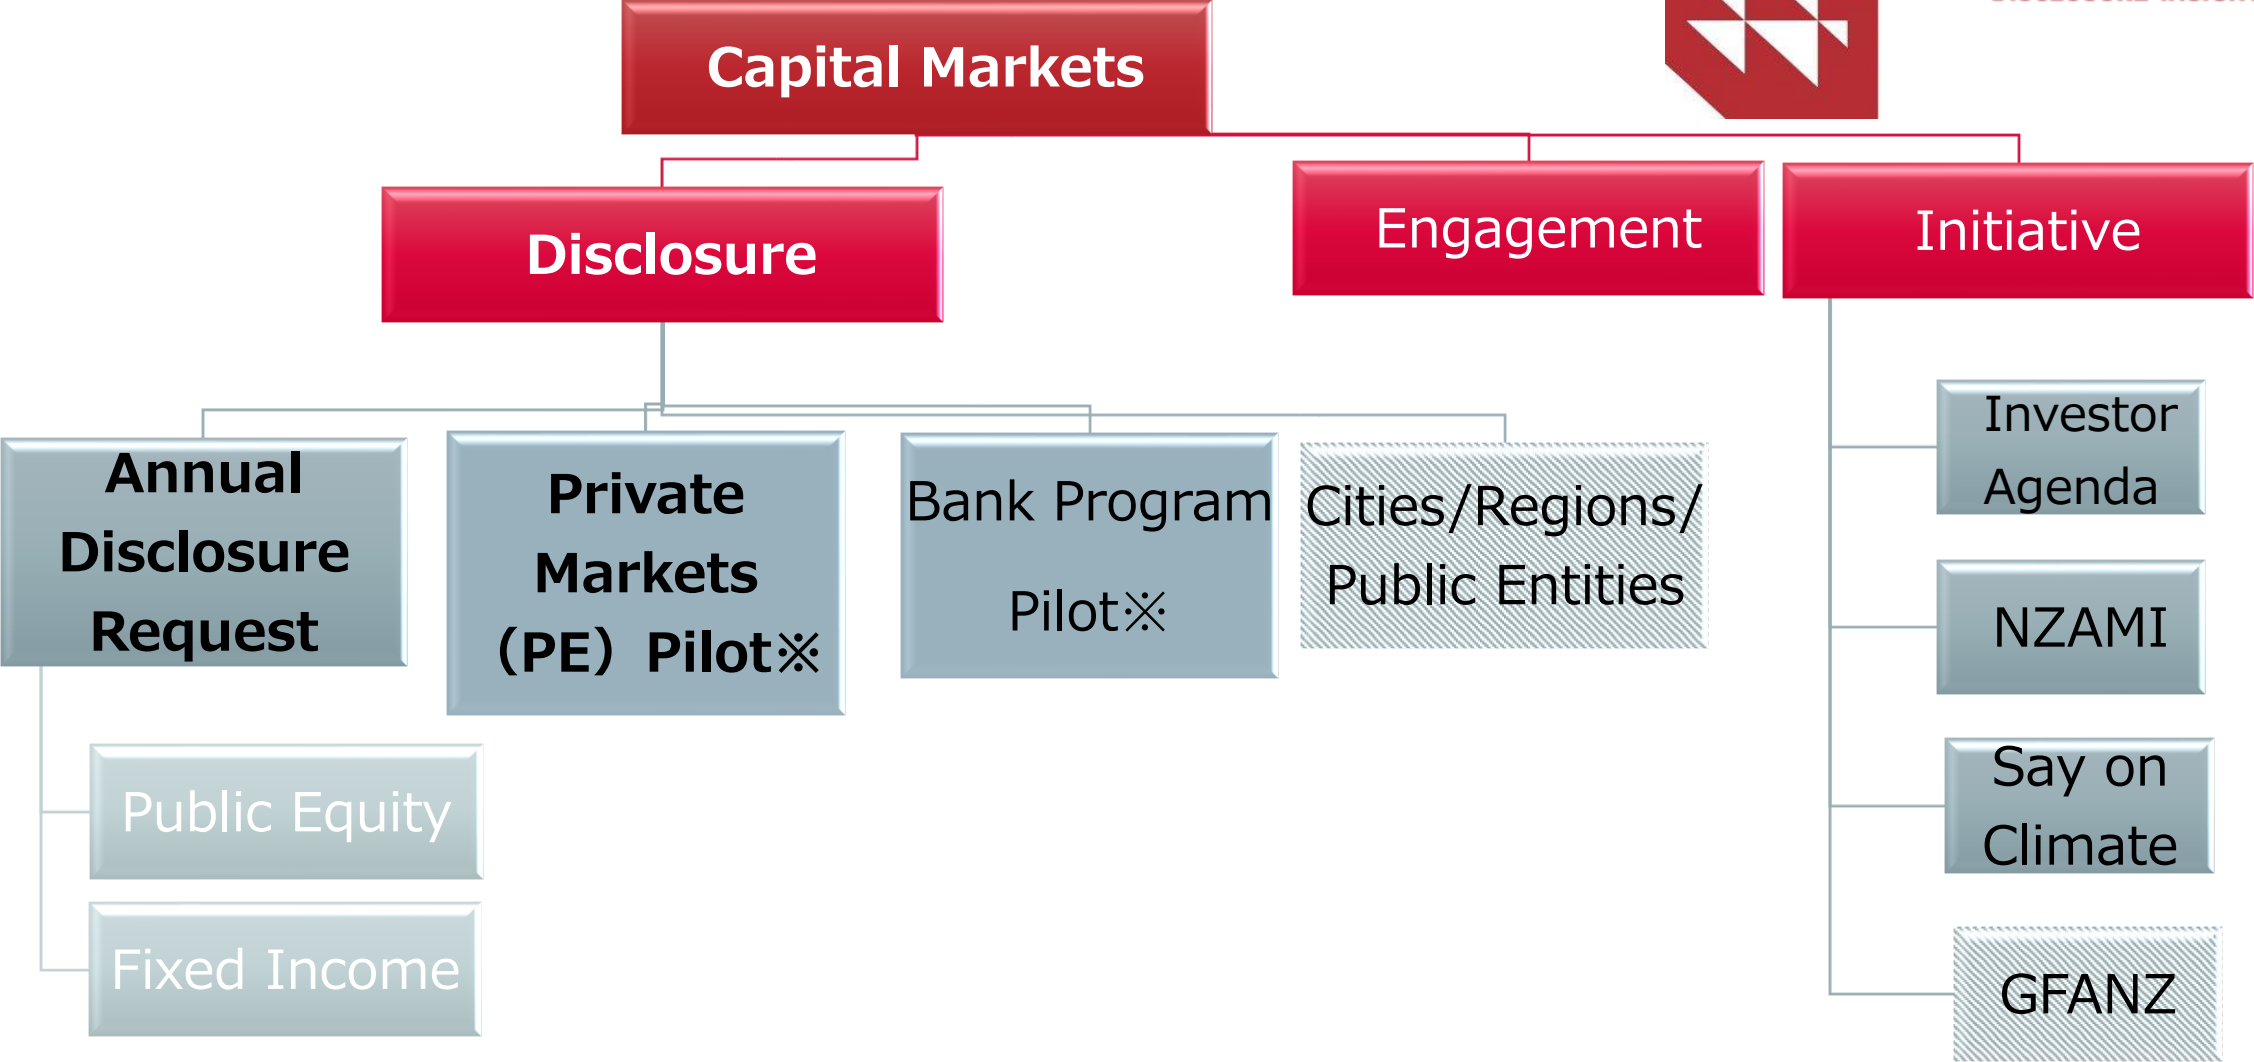 Capital Markets
Disclosure
Engagement
Initiative
Annual
Disclosure
Request
Private
Markets
（PE）Pilot※
Bank Program
Pilot※
Cities/Regions/
Public Entities
Public Equity
Fixed Income
Investor
Agenda
NZAMI
Say on
Climate
GFANZ